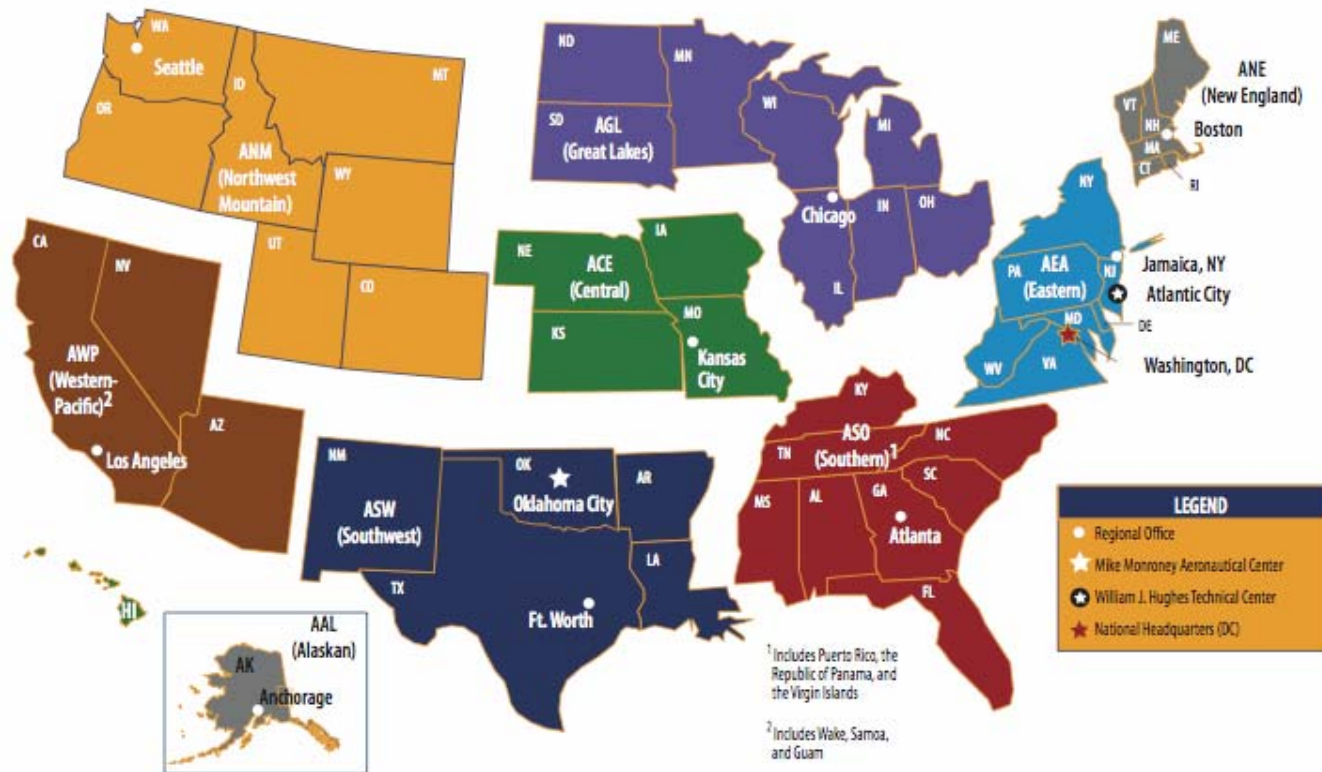 WA
Seattle
OR
ID
MT
ANM
(Northwest
Mountain)
WY
UT
CO
ND
MN
SD
AGL
(Great Lakes)
WI
MI
Chicago
IL
IN
OH
ME
ANE
(New England)
VT
NH
Boston
MA
CT
RI
NY
PA
AEA
(Eastern)
NJ
Jamaica, NY
Atlantic City
MD
DE
WV
VA
Washington, DC
CA
NV
AWP
(Western-
Pacific)2
AZ
Los Angeles
NE
IA
ACE
(Central)
KS
MO
Kansas
City
NM
OK
Oklahoma City
AR
ASW
(Southwest)
TX
LA
Ft. Worth
KY
TN
ASO
(Southern)1
NC
SC
MS
AL
GA
Atlanta
FL
HI
AAL
(Alaskan)
AK
Anchorage
1 Includes Puerto Rico, the
Republic of Panama, and
the Virgin Islands
2 Includes Wake, Samoa,
and Guam
LEGEND
Regional Office
Mike Monroney Aeronautical Center
William J. Hughes Technical Center
National Headquarters (DC)